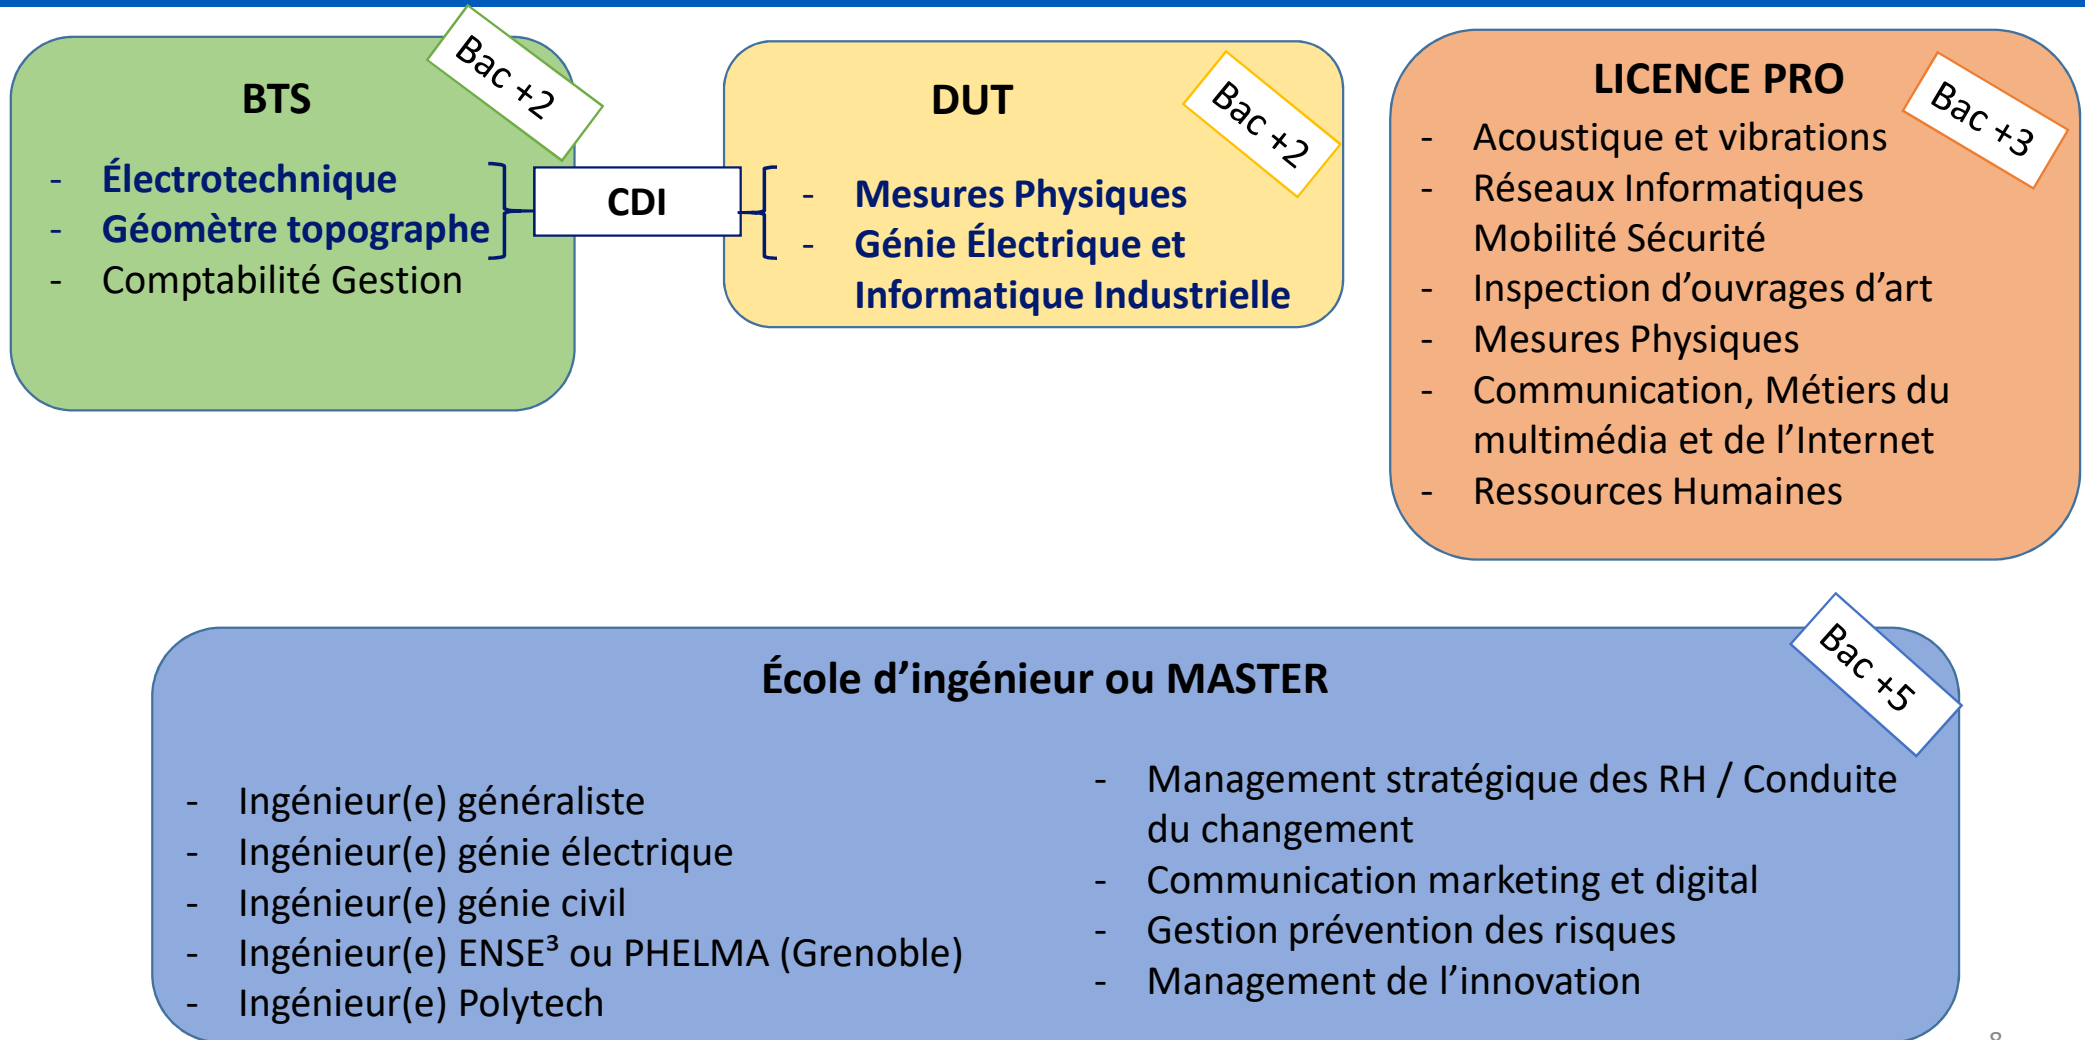 BTS
Bac +2
- Électrotechnique
- Géomètre topographe
- Comptabilité Gestion
CDI
DUT
Bac +2
- Mesures Physiques
- Génie Électrique et
Informatique Industrielle
LICENCE PRO
Bac +3
- Acoustique et vibrations
- Réseaux Informatiques
Mobilité Sécurité
- Inspection d’ouvrages d’art
- Mesures Physiques
- Communication, Métiers du
multimédia et de l’Internet
- Ressources Humaines
École d’ingénieur ou MASTER
Bac +5
- Ingénieur(e) généraliste
- Ingénieur(e) génie électrique
- Ingénieur(e) génie civil
- Ingénieur(e) ENSE³ ou PHELMA (Grenoble)
- Ingénieur(e) Polytech
- Management stratégique des RH / Conduite
du changement
- Communication marketing et digital
- Gestion prévention des risques
- Management de l’innovation
8